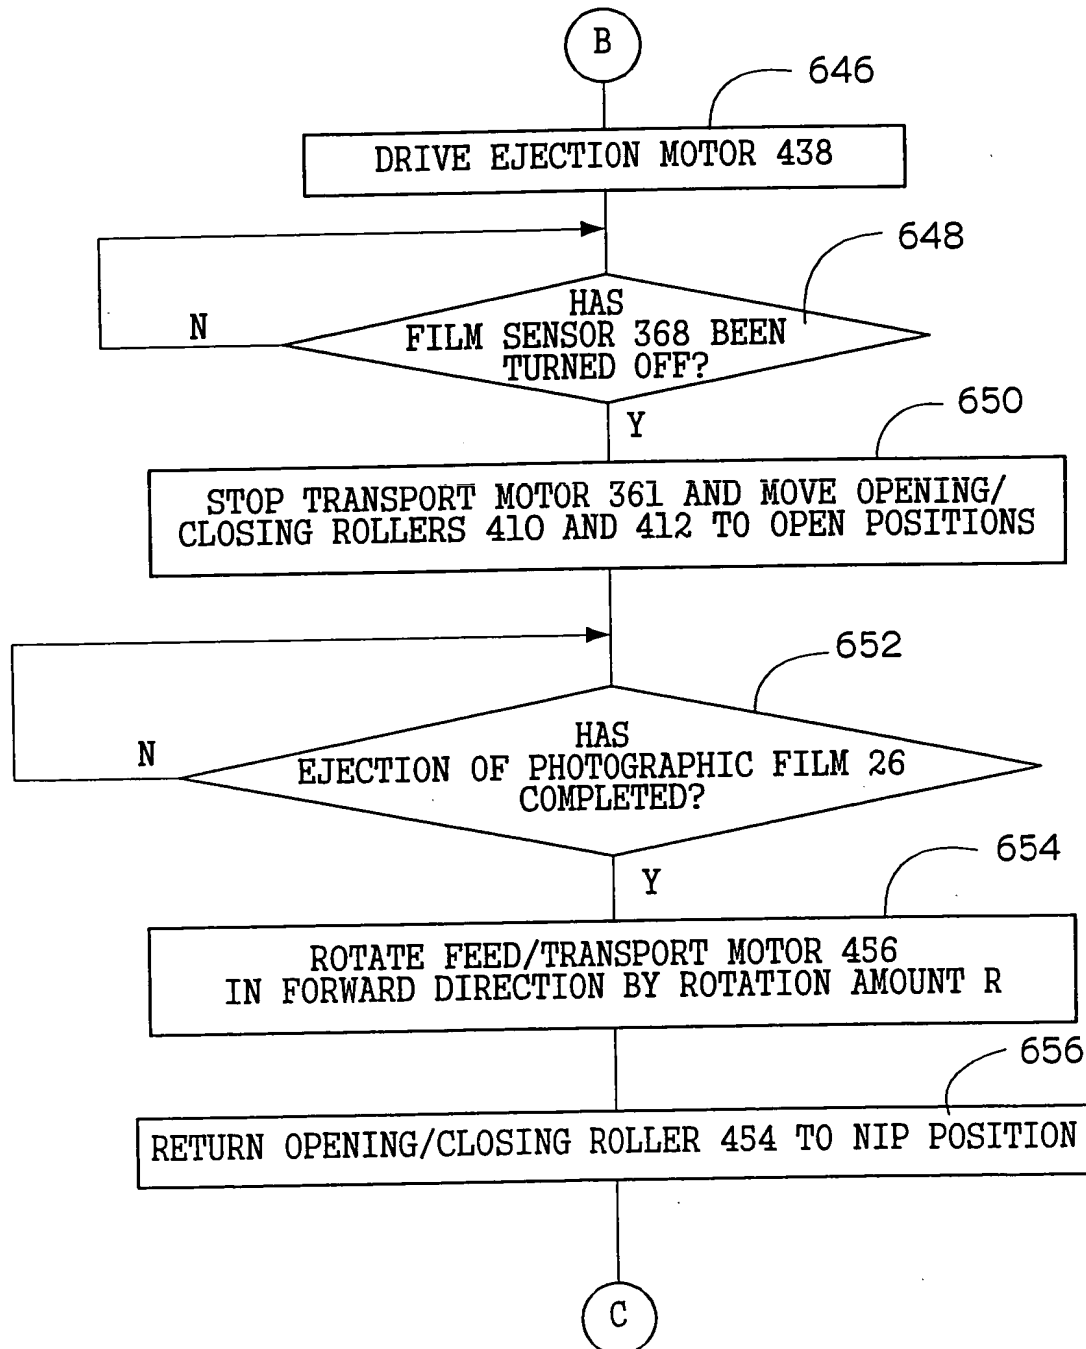 B
646
DRIVE EJECTION MOTOR 438
648
HAS
FILM SENSOR 368 BEEN
TURNED OFF?
N
Y
650
STOP TRANSPORT MOTOR 361 AND MOVE OPENING/
CLOSING ROLLERS 410 AND 412 TO OPEN POSITIONS
652
HAS
EJECTION OF PHOTOGRAPHIC FILM 26
COMPLETED?
N
Y
654
ROTATE FEED/TRANSPORT MOTOR 456
IN FORWARD DIRECTION BY ROTATION AMOUNT R
656
RETURN OPENING/CLOSING ROLLER 454 TO NIP POSITION
C